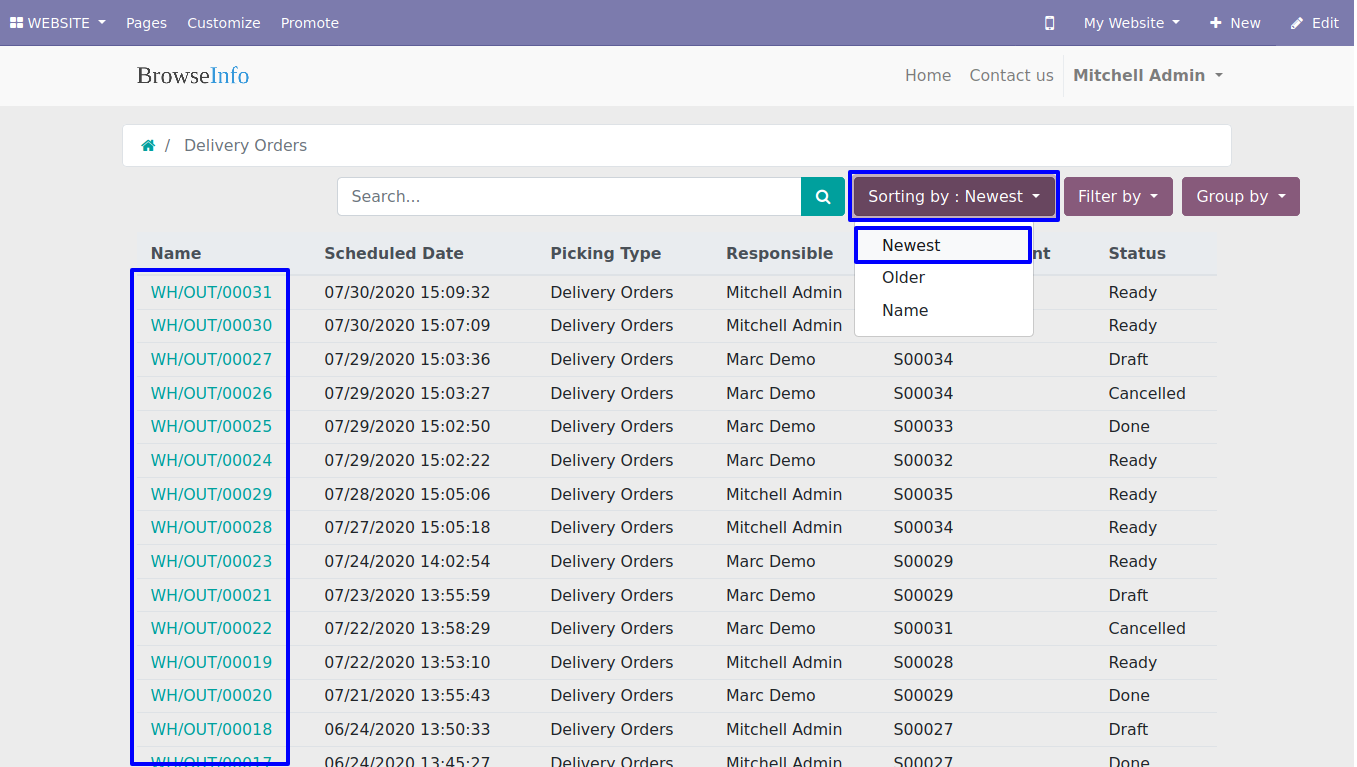 WEBSITE Pages Customize Promote My Website New Edit
BrowseInfo Home Contact us Mitchell Admin
/ Delivery Orders
Search... Sorting by : Newest Filter by Group by
Newest
Older
Name
Name Scheduled Date Picking Type Responsible nt Status
WH/OUT/00031 07/30/2020 15:09:32 Delivery Orders Mitchell Admin Ready
WH/OUT/00030 07/30/2020 15:07:09 Delivery Orders Mitchell Admin Ready
WH/OUT/00027 07/29/2020 15:03:36 Delivery Orders Marc Demo S00034 Draft
WH/OUT/00026 07/29/2020 15:03:27 Delivery Orders Marc Demo S00034 Cancelled
WH/OUT/00025 07/29/2020 15:02:50 Delivery Orders Marc Demo S00033 Done
WH/OUT/00024 07/29/2020 15:02:22 Delivery Orders Marc Demo S00032 Ready
WH/OUT/00029 07/28/2020 15:05:06 Delivery Orders Mitchell Admin S00035 Ready
WH/OUT/00028 07/27/2020 15:05:18 Delivery Orders Mitchell Admin S00034 Ready
WH/OUT/00023 07/24/2020 14:02:54 Delivery Orders Marc Demo S00029 Ready
WH/OUT/00021 07/23/2020 13:55:59 Delivery Orders Marc Demo S00029 Draft
WH/OUT/00022 07/22/2020 13:58:29 Delivery Orders Marc Demo S00031 Cancelled
WH/OUT/00019 07/22/2020 13:53:10 Delivery Orders Mitchell Admin S00028 Ready
WH/OUT/00020 07/21/2020 13:55:43 Delivery Orders Marc Demo S00029 Done
WH/OUT/00018 06/24/2020 13:50:33 Delivery Orders Mitchell Admin S00027 Draft
WH/OUT/00017 06/24/2020 13:45:27 Delivery Orders Mitchell Admin S00027 Done